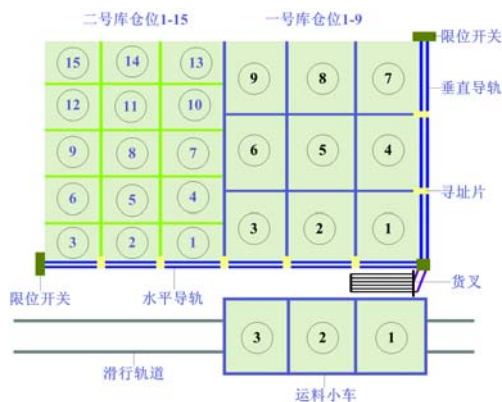 二号库仓位1-15 一号库仓位1-9
限位开关
15 14 13 9 8 7
垂直导轨
12 11 10
9 8 7 6 5 4
寻址片
6 5 4
3 2 1 3 2 1
限位开关 水平导轨 货叉
3 2 1
滑行轨道 运料小车